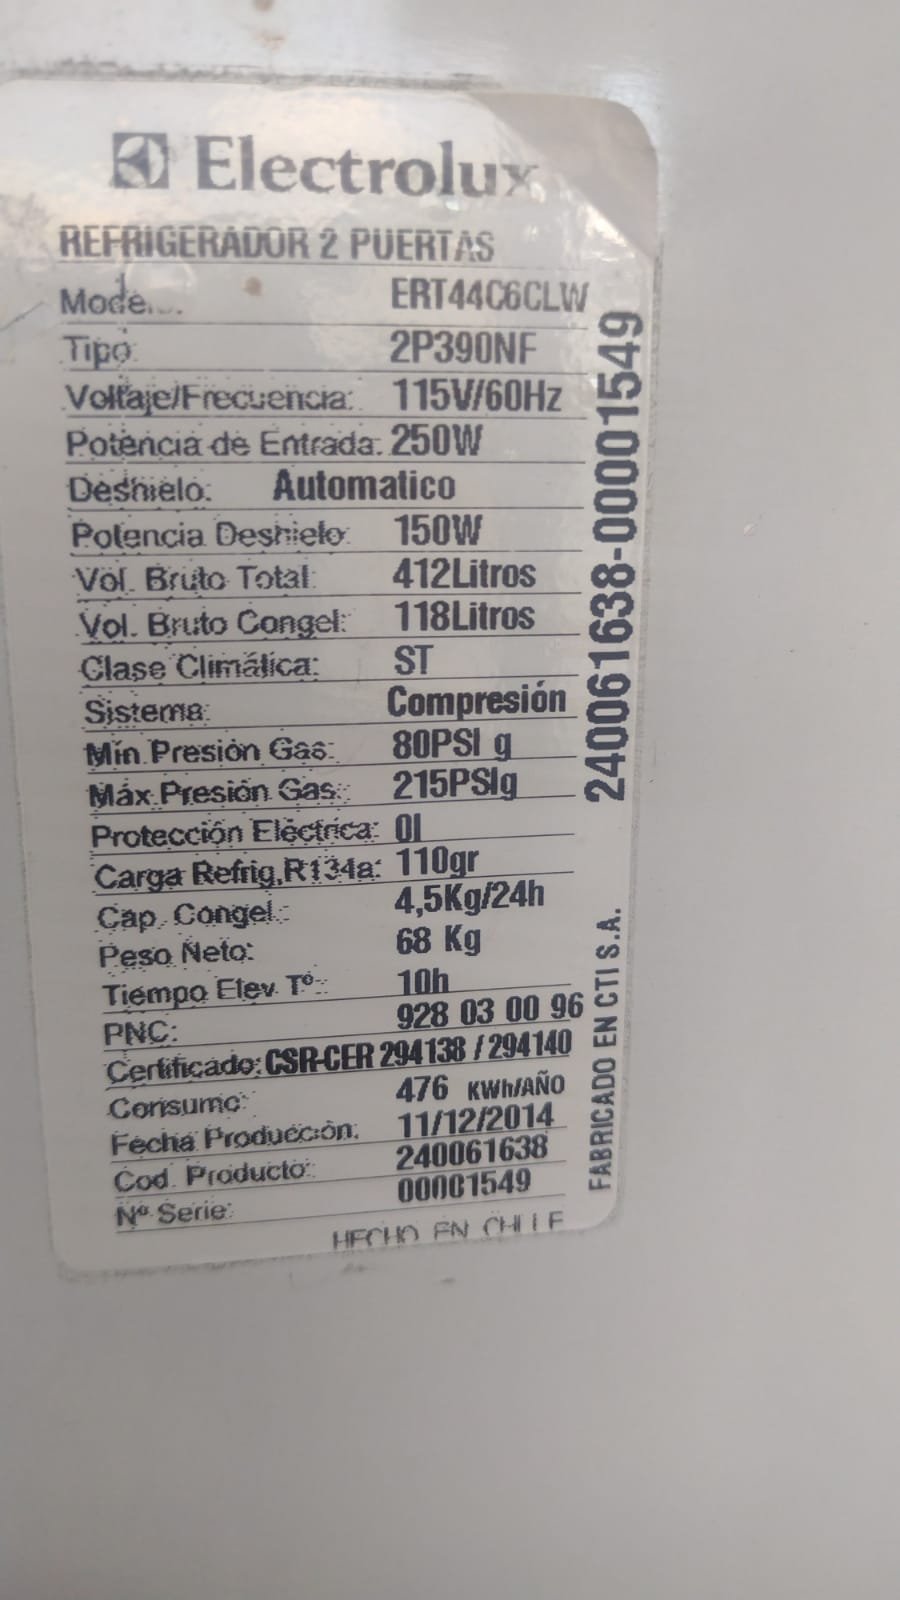 Electrolux
REFRIGERADOR 2 PUERTAS
ERT44C6CLW
Tipo: 2P390NF
Voltaje/Frecuencia: 115V/60Hz
Potencia de Entrada: 250W
Deshielo: Automatico
Potencia Deshielo: 150W
Vol. Bruto Total: 412Litros
Vol. Bruto Congel: 118Litros
Clase Climática: ST
Sistema: Compresión
Mín.Presión Gas: 80PSI g
Máx.Presión Gas: 215PSIg
Protección Eléctrica: 0I
Carga Refrig.R134a: 110gr
Cap. Congel.: 4,5Kg/24h
Peso Neto: 68 Kg
Tiempo Elev. Tº: 10h
PNC: 928 03 00 96
Certificado: CSR-CER 294138 / 294140
Consumo: 476 KWh/AÑO
Fecha Producción: 11/12/2014
Cod. Producto: 240061638
Nº Serie: 00001549
HECHO EN CHILE
240061638-00001549
FABRICADO EN CTI S.A.